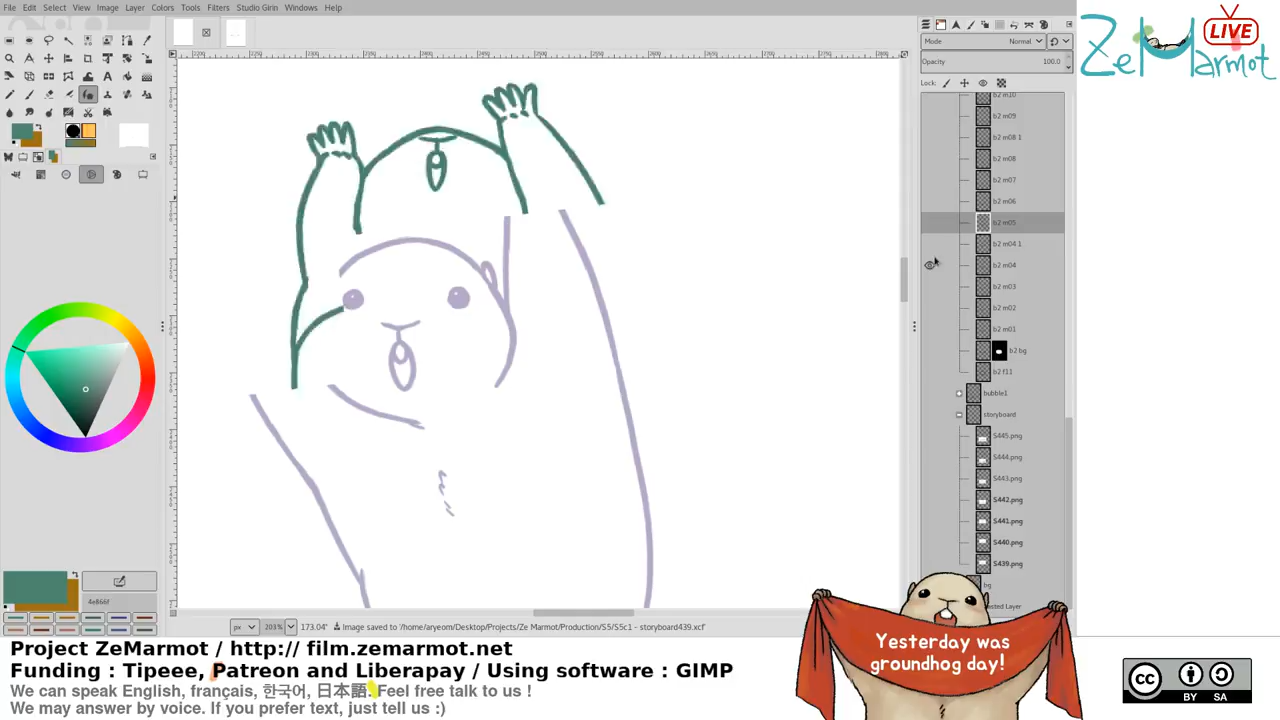 File Edit Select View Image Layer Colors Tools Filters Studio Girin Windows Help
ZeMarmot LIVE
Mode Normal
Opacity 100.0
Lock:
b2 m10
b2 m09
b2 m08 1
b2 m08
b2 m07
b2 m06
b2 m05
b2 m04 1
b2 m04
b2 m03
b2 m02
b2 m01
b2 bg
b2 f11
bubble1
storyboard
S445.png
S444.png
S443.png
S442.png
S441.png
S440.png
S439.png
bg
4e866f
px 203% 173.04° Image saved to '/home/aryeom/Desktop/Projects/Ze Marmot/Production/S5/S5c1 - storyboard439.xcf'
Yesterday was
groundhog day!
Project ZeMarmot / http:// film.zemarmot.net
Funding : Tipeee, Patreon and Liberapay / Using software : GIMP
We can speak English, français, 한국어, 日本語. Feel free talk to us !
We may answer by voice. If you prefer text, just tell us :)
cc BY SA